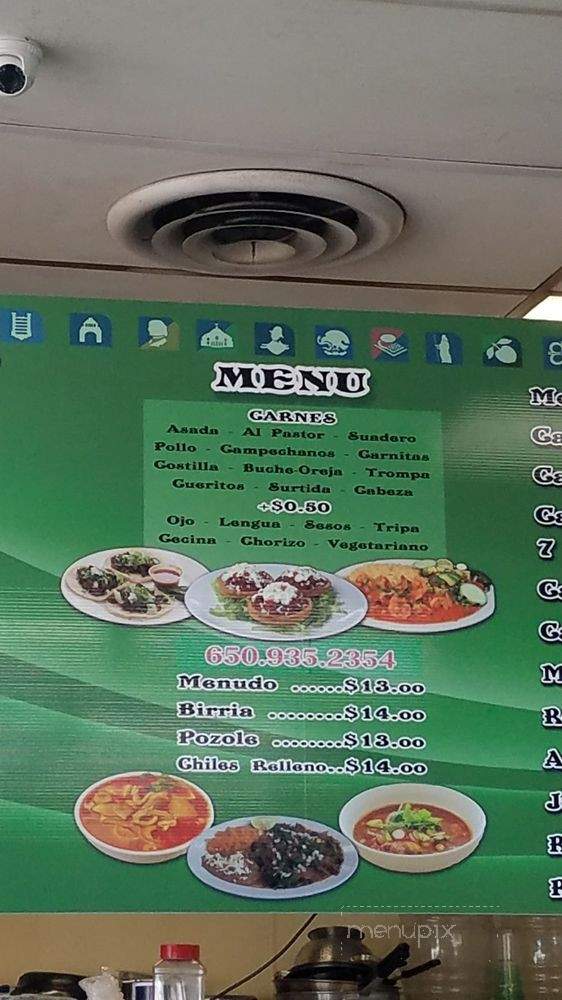 MENU
CARNES
Asada - Al Pastor - Suadero
Pollo - Campechanos - Carnitas
Costilla - Buche-Oreja - Trompa
Gueritos - Surtida - Cabeza
+$0.50
Ojo - Lengua - Sesos - Tripa
Cecina - Chorizo - Vegetariano
650.935.2354
Menudo ......$13.00
Birria .........$14.00
Pozole ........$13.00
Chiles Relleno..$14.00
7
menupix